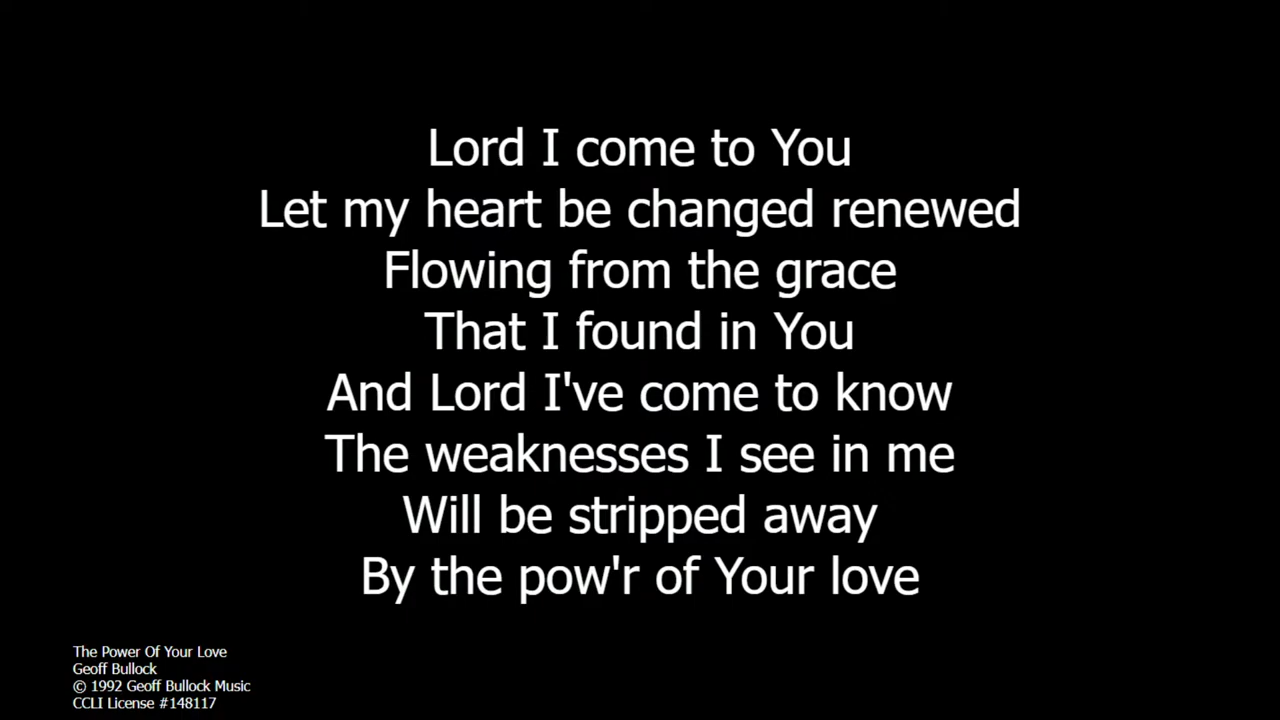 Lord I come to You
Let my heart be changed renewed
Flowing from the grace
That I found in You
And Lord I've come to know
The weaknesses I see in me
Will be stripped away
By the pow'r of Your love
The Power Of Your Love
Geoff Bullock
© 1992 Geoff Bullock Music
CCLI License #148117